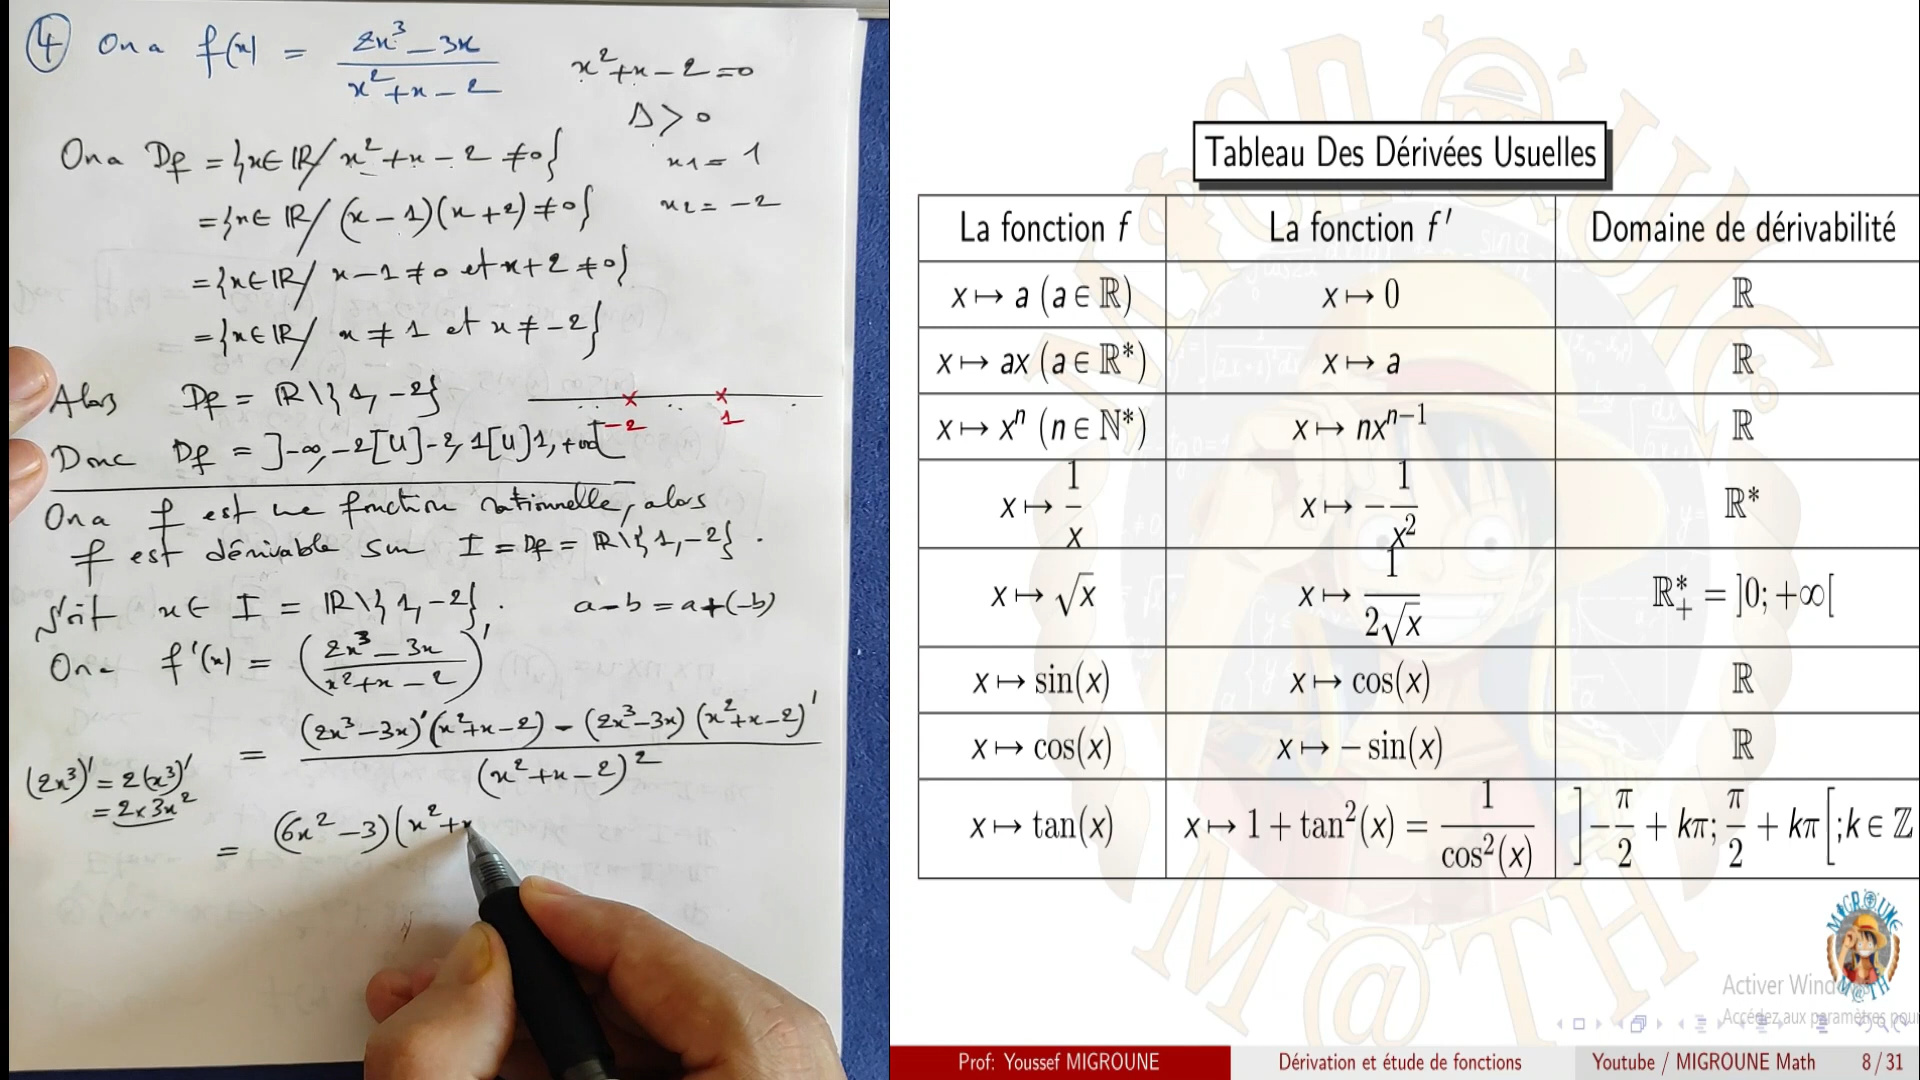 ④ On a f(x) = (2x³ - 3x)/(x² + x - 2)
x² + x - 2 = 0
Δ > 0
x1 = 1
x2 = -2
On a Df = {x ∈ IR / x² + x - 2 ≠ 0}
= {x ∈ IR / (x - 1)(x + 2) ≠ 0}
= {x ∈ IR / x - 1 ≠ 0 et x + 2 ≠ 0}
= {x ∈ IR / x ≠ 1 et x ≠ -2}
Alors Df = IR \ {1, -2}
-2 1
Donc Df = ]-∞, -2[ U ]-2, 1[ U ]1, +∞[
On a f est une fonction rationnelle, alors
f est dérivable sur I = Df = IR \ {1, -2}.
Soit x ∈ I = IR \ {1, -2}.
a - b = a + (-b)
On a f'(x) = ((2x³ - 3x)/(x² + x - 2))'
= ((2x³ - 3x)'(x² + x - 2) - (2x³ - 3x)(x² + x - 2)')/(x² + x - 2)²
(2x³)' = 2(x³)'
= 2 x 3x²
= (6x² - 3)(x² + x
Tableau Des Dérivées Usuelles
La fonction f La fonction f ′ Domaine de dérivabilité
x ↦ a (a ∈ ℝ) x ↦ 0 ℝ
x ↦ ax (a ∈ ℝ*) x ↦ a ℝ
x ↦ xⁿ (n ∈ ℕ*) x ↦ nxⁿ⁻¹ ℝ
x ↦ 1/x x ↦ -1/x² ℝ*
x ↦ √x x ↦ 1/(2√x) ℝ*₊ = ]0; +∞[
x ↦ sin(x) x ↦ cos(x) ℝ
x ↦ cos(x) x ↦ - sin(x) ℝ
x ↦ tan(x) x ↦ 1 + tan²(x) = 1/cos²(x) ]-π/2 + kπ; π/2 + kπ[ ; k ∈ ℤ
MIGROUNE
M@TH
Activer Wind
Accédez aux paramètres pou
Prof: Youssef MIGROUNE Dérivation et étude de fonctions Youtube / MIGROUNE Math 8 / 31